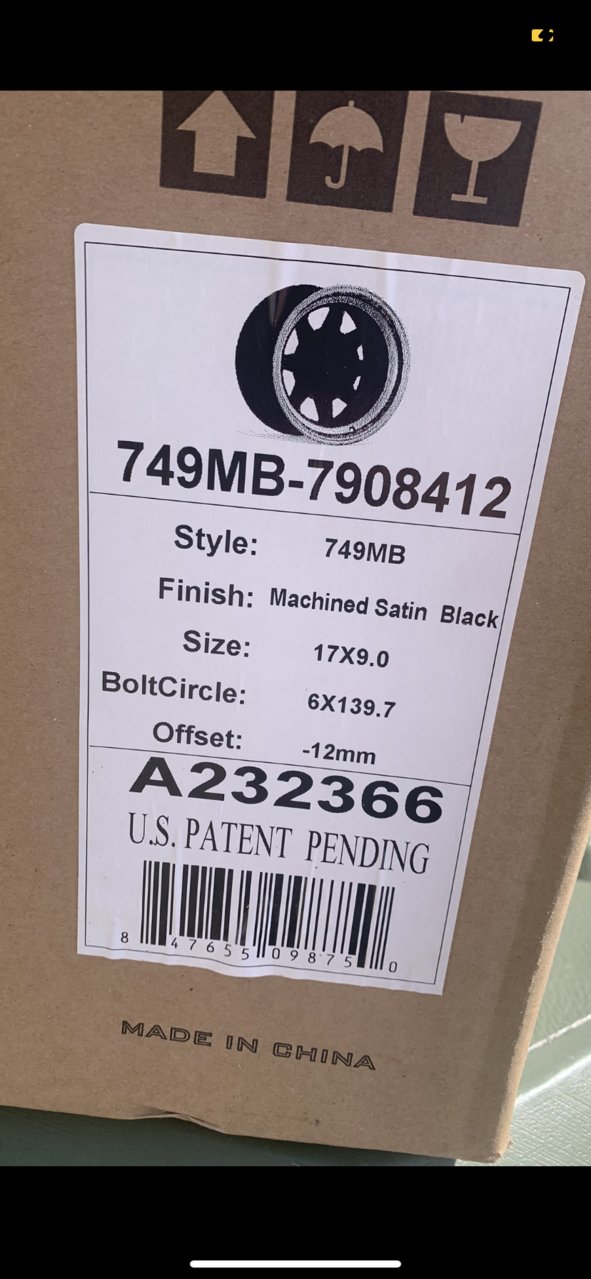 749MB-7908412
Style: 749MB
Finish: Machined Satin Black
Size: 17X9.0
BoltCircle: 6X139.7
Offset: -12mm
A232366
U.S. PATENT PENDING
8 47655 09875 0
MADE IN CHINA